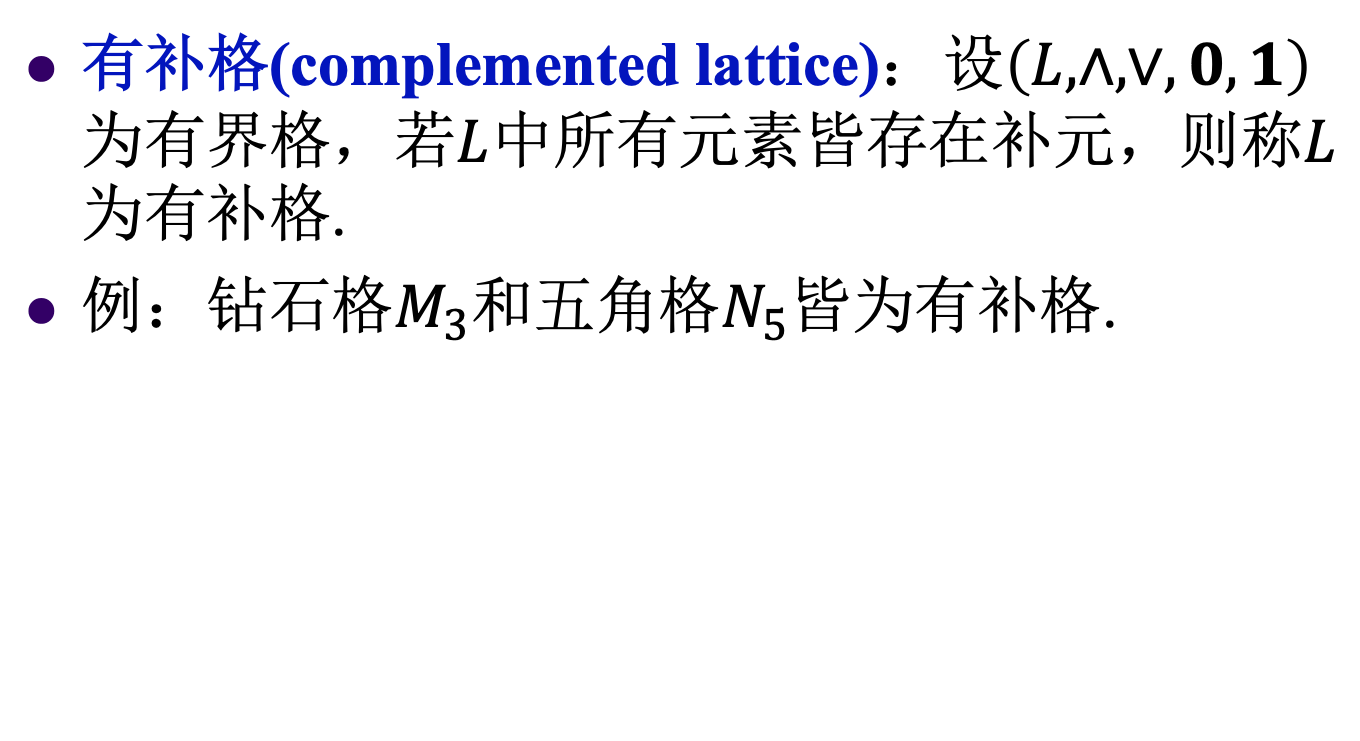 ● 有补格(complemented lattice)： 设(L,∧,∨, 0, 1)
为有界格，若L中所有元素皆存在补元，则称L
为有补格.
● 例：钻石格M₃和五角格N₅皆为有补格.